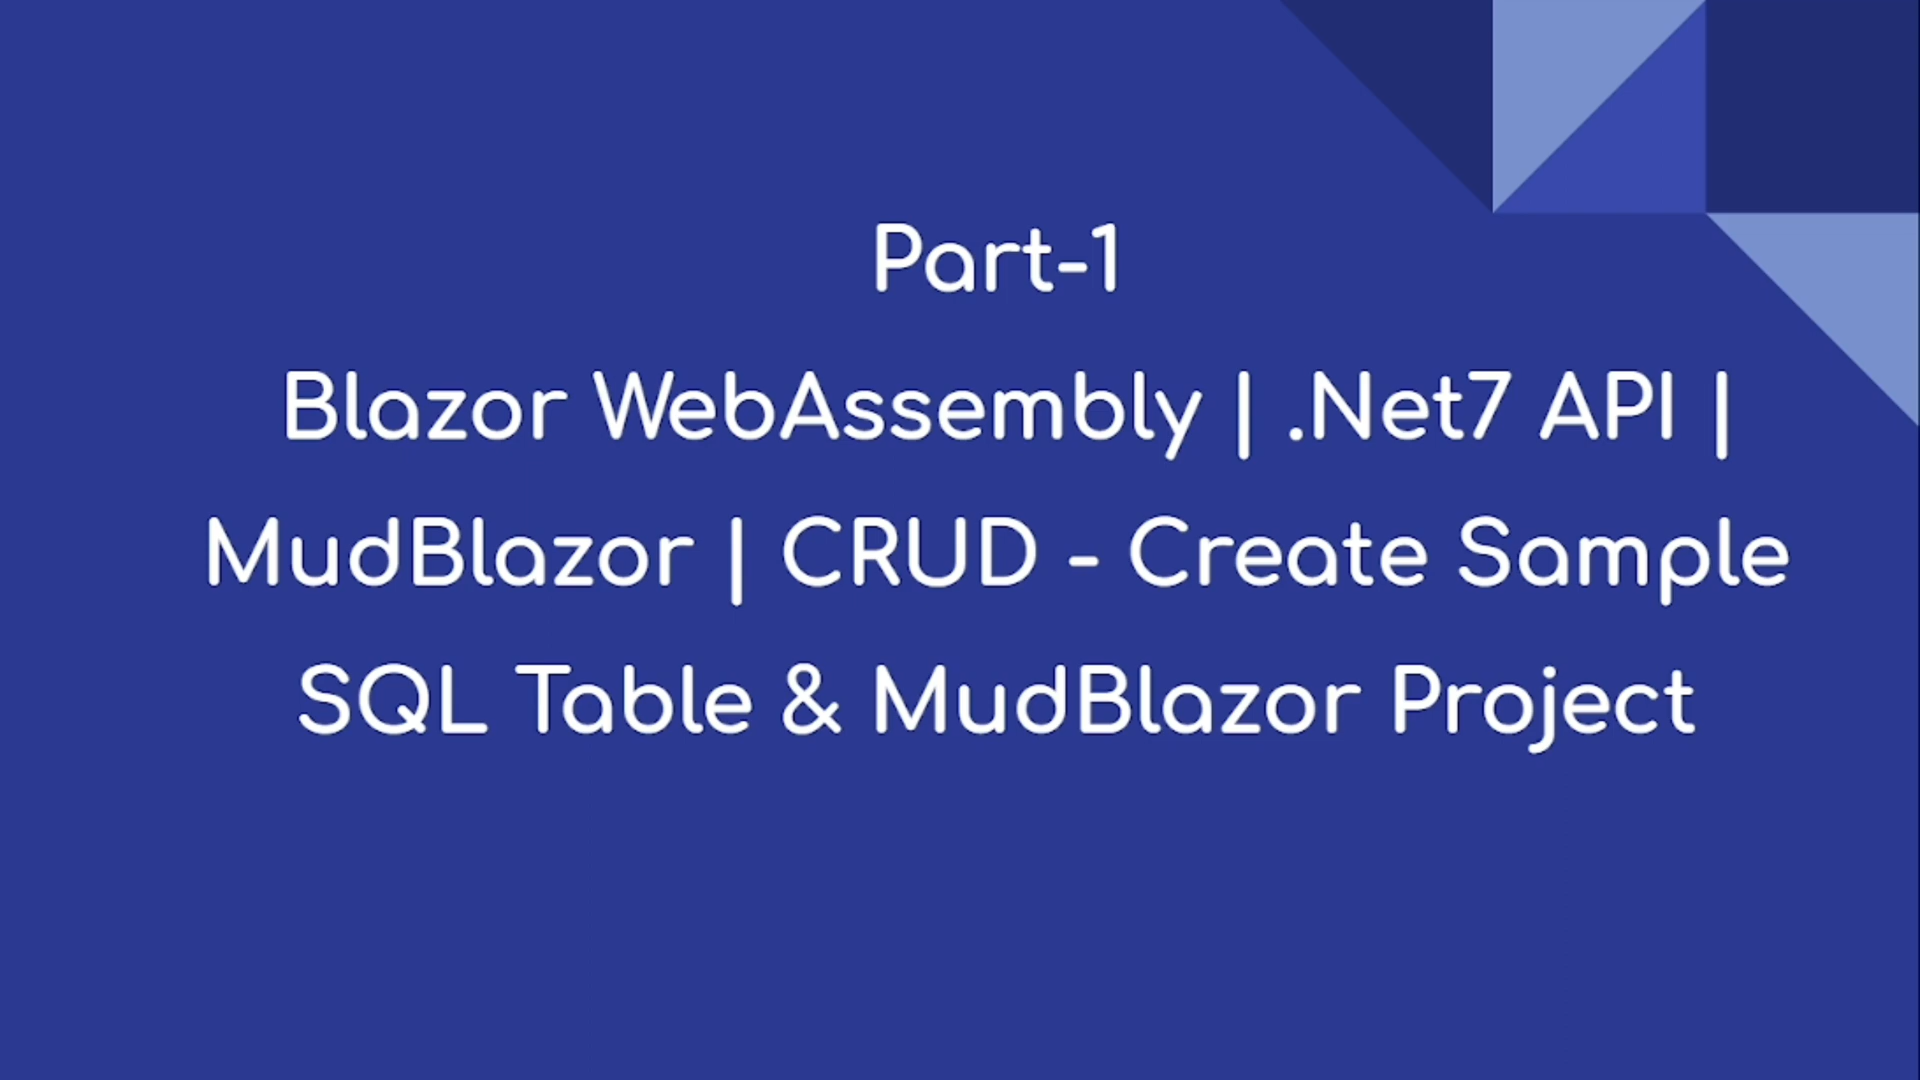 Part-1
Blazor WebAssembly | .Net7 API |
MudBlazor | CRUD - Create Sample
SQL Table & MudBlazor Project